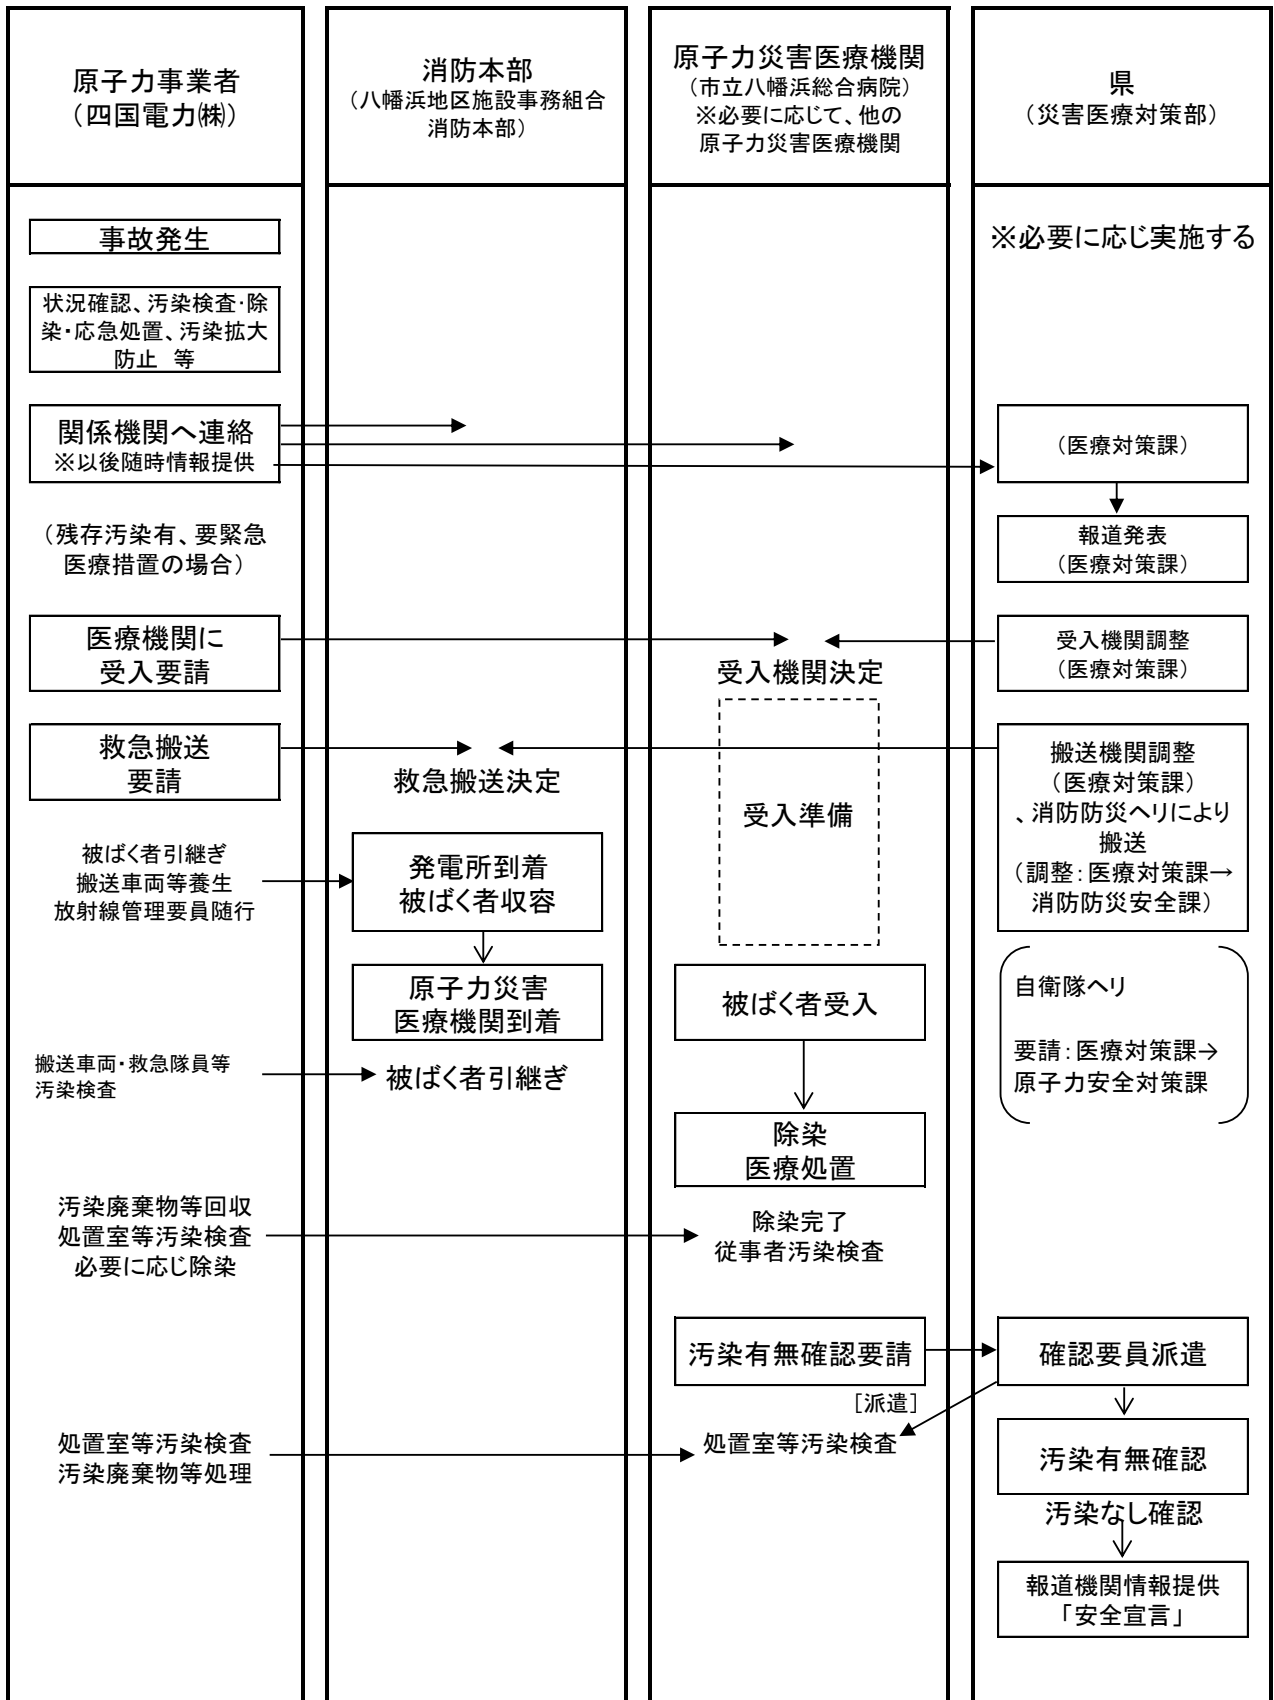 原子力事業者
（四国電力㈱）
消防本部
（八幡浜地区施設事務組合
消防本部）
原子力災害医療機関
（市立八幡浜総合病院）
※必要に応じて、他の
原子力災害医療機関
県
（災害医療対策部）
事故発生
※必要に応じ実施する
状況確認、汚染検査･除
染･応急処置、汚染拡大
防止　等
関係機関へ連絡
※以後随時情報提供
（医療対策課）
（残存汚染有、要緊急
医療措置の場合）
報道発表
（医療対策課）
医療機関に
受入要請
受入機関決定
受入機関調整
（医療対策課）
救急搬送
要請
救急搬送決定
受入準備
搬送機関調整
（医療対策課）
、消防防災ヘリにより
搬送
（調整：医療対策課→
消防防災安全課）
被ばく者引継ぎ
搬送車両等養生
放射線管理要員随行
発電所到着
被ばく者収容
原子力災害
医療機関到着
被ばく者受入
自衛隊ヘリ
要請：医療対策課→
原子力安全対策課
搬送車両･救急隊員等
汚染検査
被ばく者引継ぎ
除染
医療処置
汚染廃棄物等回収
処置室等汚染検査
必要に応じ除染
除染完了
従事者汚染検査
汚染有無確認要請
確認要員派遣
［派遣］
処置室等汚染検査
汚染廃棄物等処理
処置室等汚染検査
汚染有無確認
汚染なし確認
報道機関情報提供
「安全宣言」